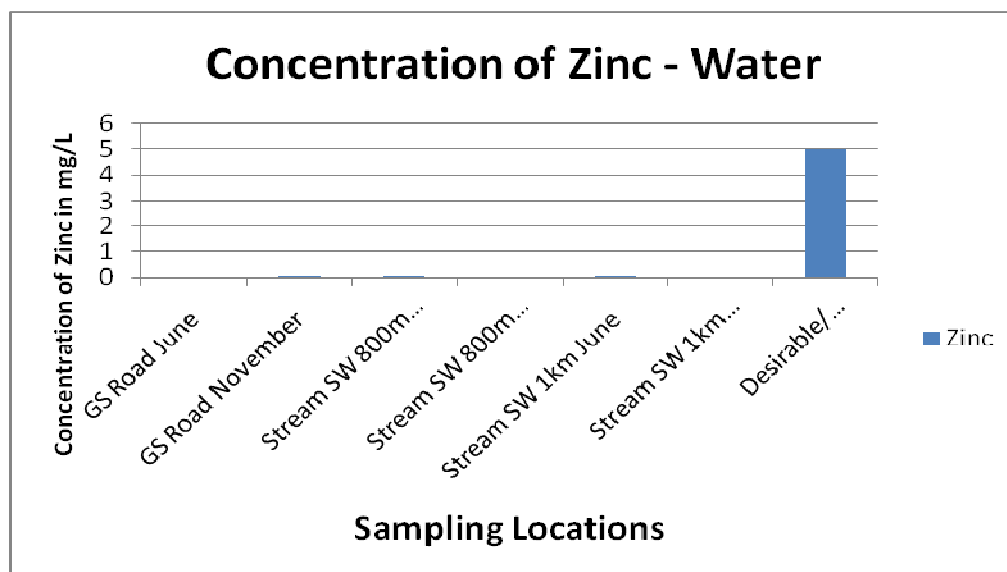 Concentration of Zinc - Water
Concentration of Zinc in mg/L
6
5
4
3
2
1
0
GS Road June
GS Road November
Stream SW 800m...
Stream SW 800m...
Stream SW 1km June
Stream SW 1km...
Desirable/...
Zinc
Sampling Locations